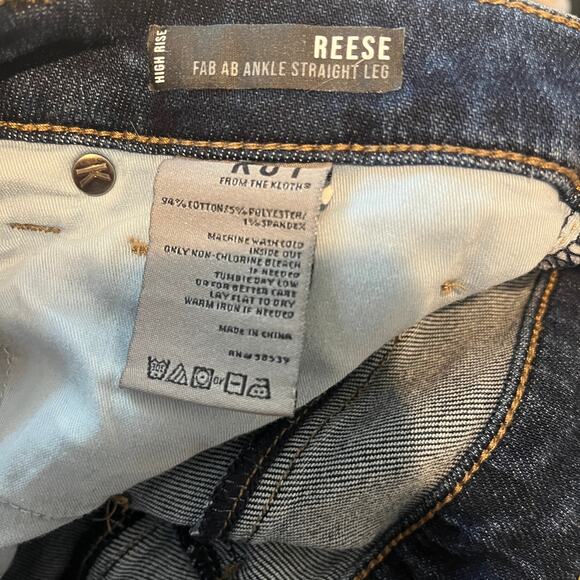 HIGH RISE
REESE
FAB AB ANKLE STRAIGHT LEG
K
KUT
FROM THE KLOTH®
94% COTTON/5% POLYESTER/
1% SPANDEX
MACHINE WASH COLD
INSIDE OUT
ONLY NON-CHLORINE BLEACH
IF NEEDED
TUMBLE DRY LOW
OR FOR BETTER CARE
LAY FLAT TO DRY
WARM IRON IF NEEDED
MADE IN CHINA
RN# 58539
or